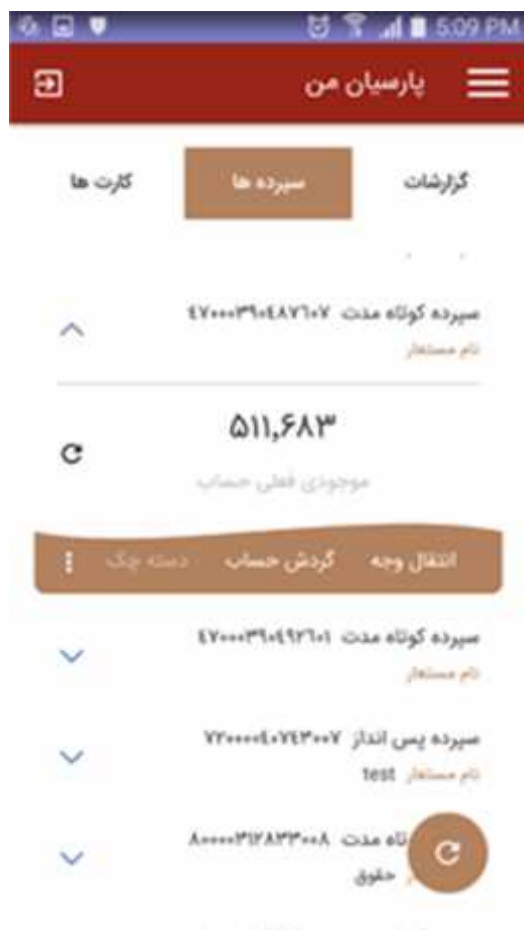 5:09 PM
پارسیان من
گزارشات
سپرده ها
کارت ها
سپرده کوتاه مدت ٤٧٠٠٠٣٩٠٤٨٧٦٠٧
نام مستعار
۵۱۱,۶۸۳
موجودی فعلی حساب
انتقال وجه
گردش حساب
دسته چک
سپرده کوتاه مدت ٤٧٠٠٠٣٩٠٤٩٢٦٠١
نام مستعار
سپرده پس انداز ٧٢٠٠٠٠٤٠٧٤٣٠٠٧
نام مستعار test
تاه مدت ٨٠٠٠٠٣١٢٨٣٣٠٠٨
حقوق